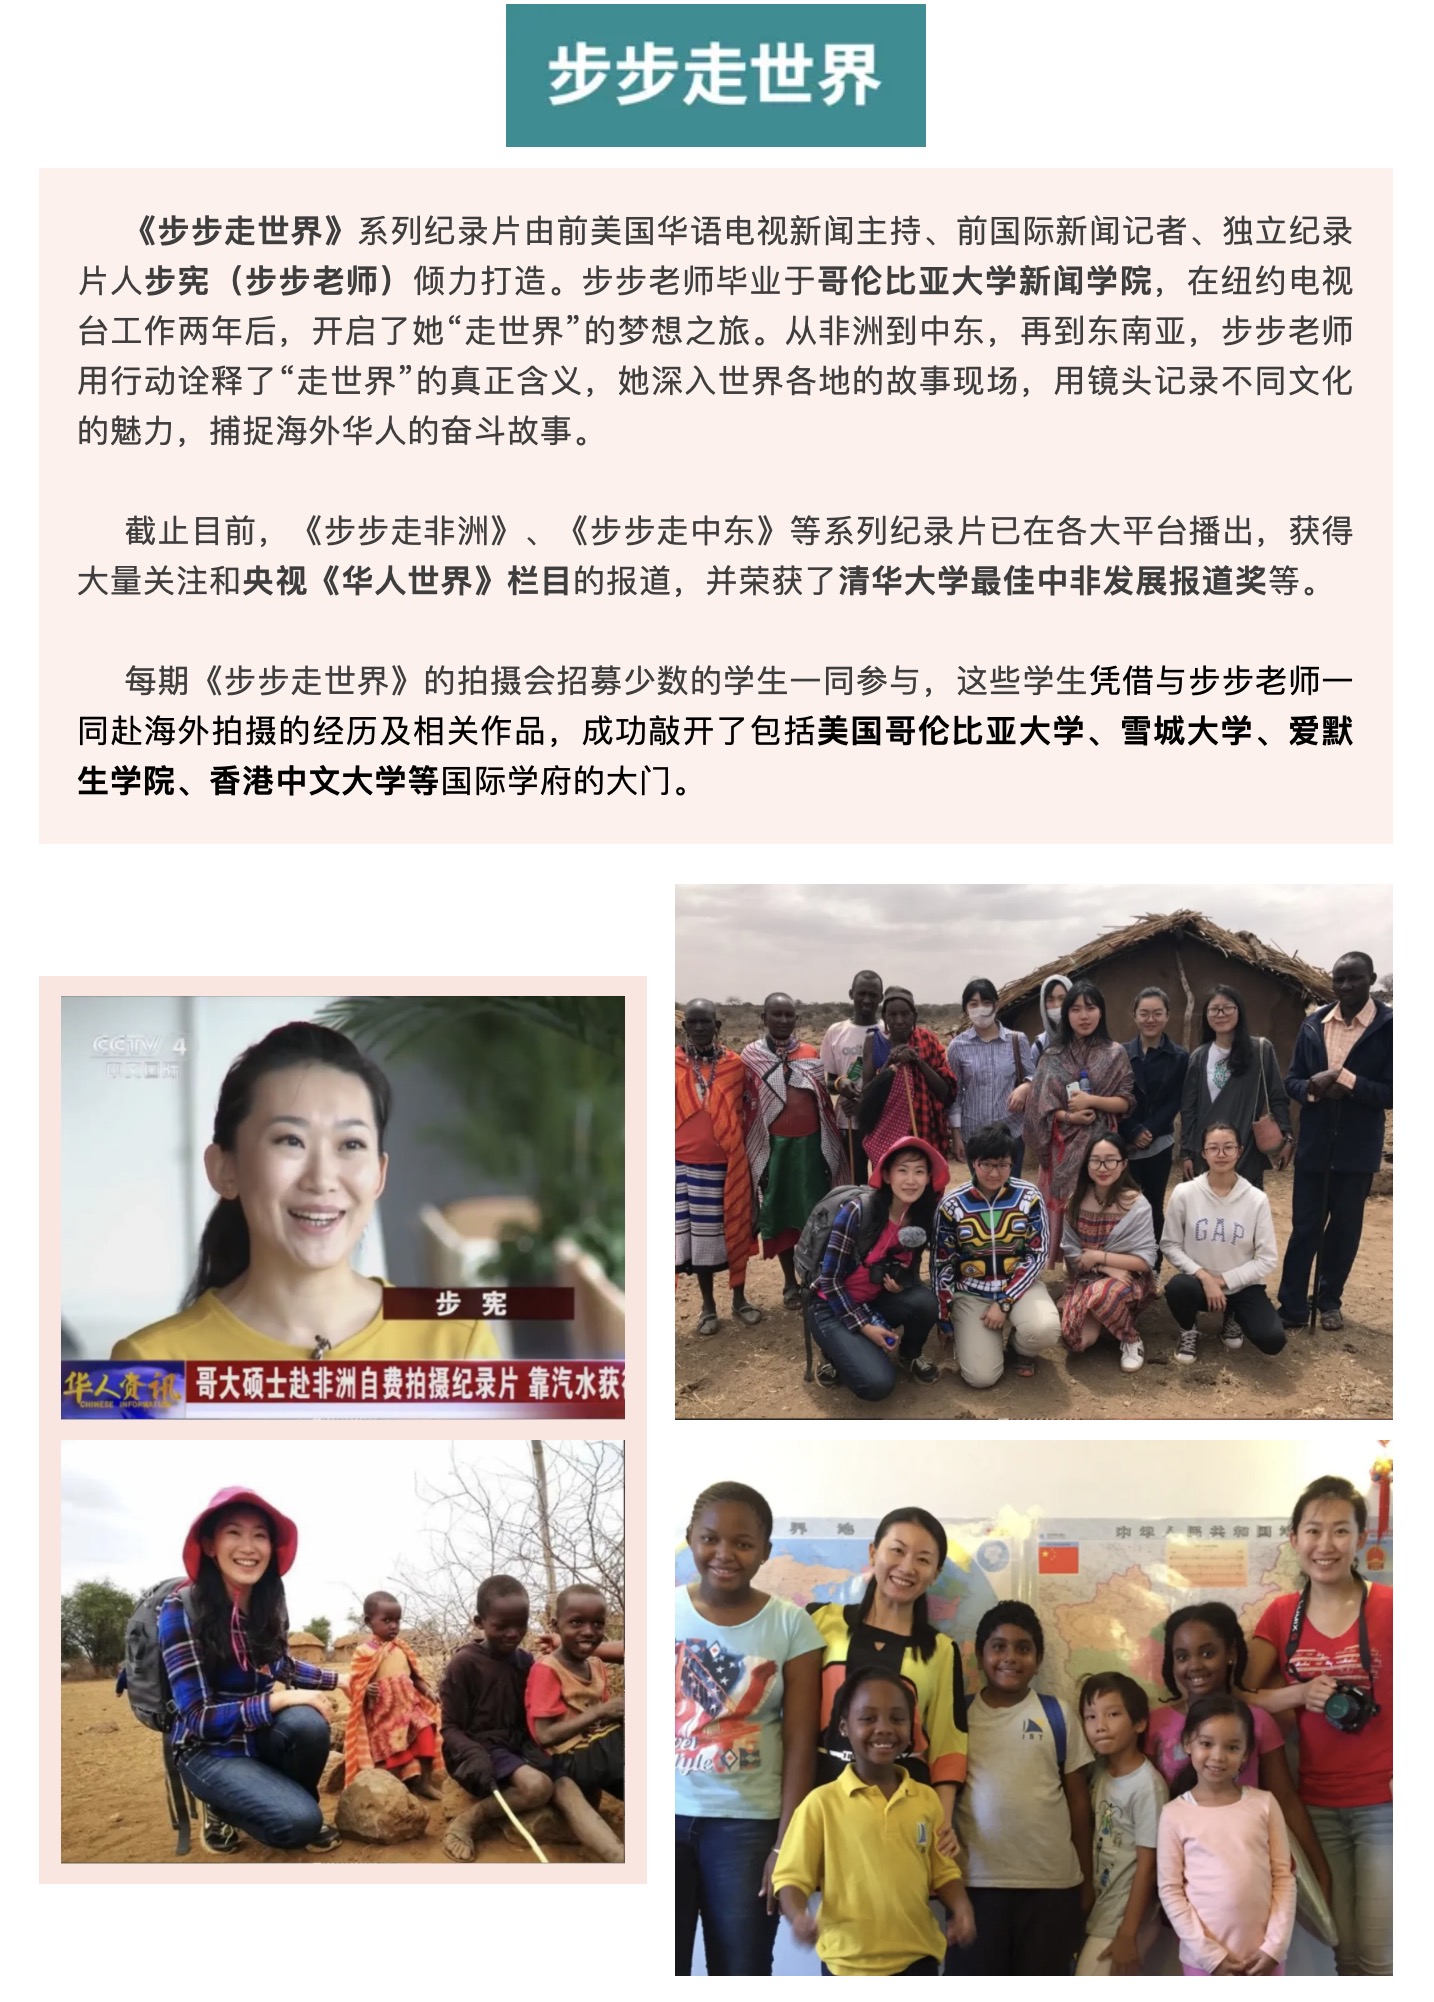 步步走世界
《步步走世界》系列纪录片由前美国华语电视新闻主持、前国际新闻记者、独立纪录
片人步宪（步步老师）倾力打造。步步老师毕业于哥伦比亚大学新闻学院，在纽约电视
台工作两年后，开启了她“走世界”的梦想之旅。从非洲到中东，再到东南亚，步步老师
用行动诠释了“走世界”的真正含义，她深入世界各地的故事现场，用镜头记录不同文化
的魅力，捕捉海外华人的奋斗故事。
截止目前，《步步走非洲》、《步步走中东》等系列纪录片已在各大平台播出，获得
大量关注和央视《华人世界》栏目的报道，并荣获了清华大学最佳中非发展报道奖等。
每期《步步走世界》的拍摄会招募少数的学生一同参与，这些学生凭借与步步老师一
同赴海外拍摄的经历及相关作品，成功敲开了包括美国哥伦比亚大学、雪城大学、爱默
生学院、香港中文大学等国际学府的大门。
CCTV 4
中文国际
步 宪
华人资讯
CHINESE INFORMATION
哥大硕士赴非洲自费拍摄纪录片 靠汽水获
GAP
界 地
中华人民共和国地
IST